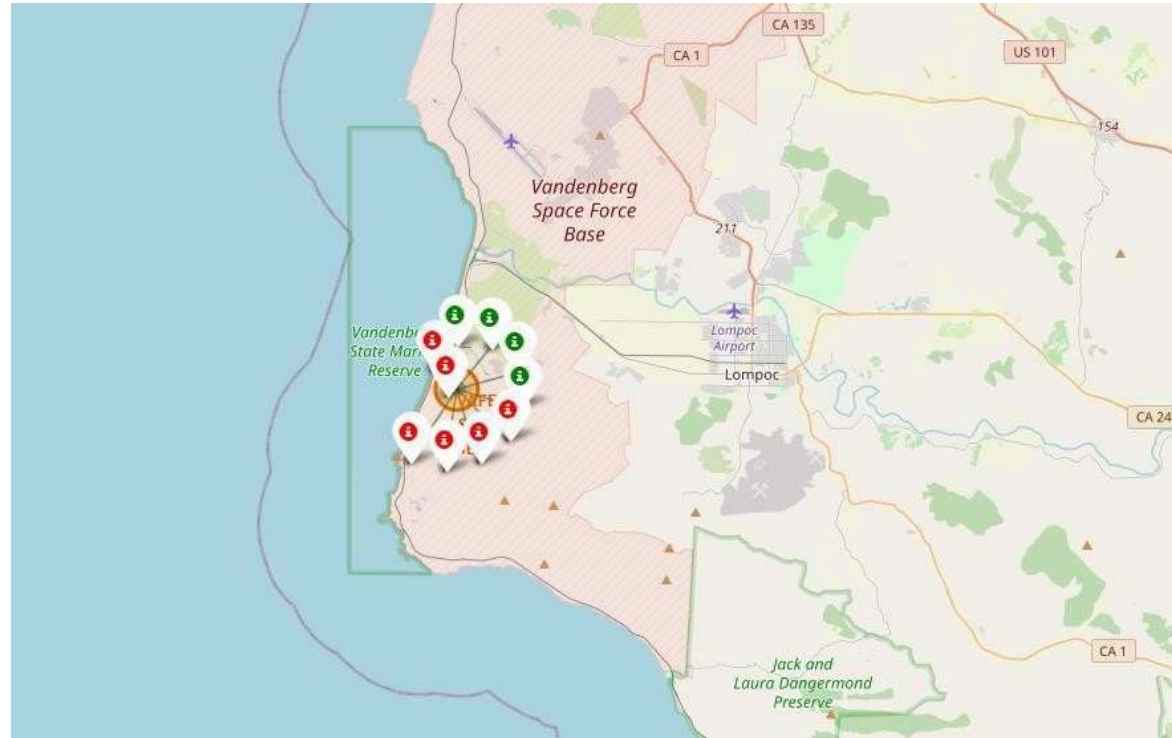 CA 135
CA 1
US 101
154
Vandenberg
Space Force
Base
211
Lompoc
Airport
Lompoc
State
Reserve
CA 24
Jack and
Laura Dangermond
Preserve
CA 1